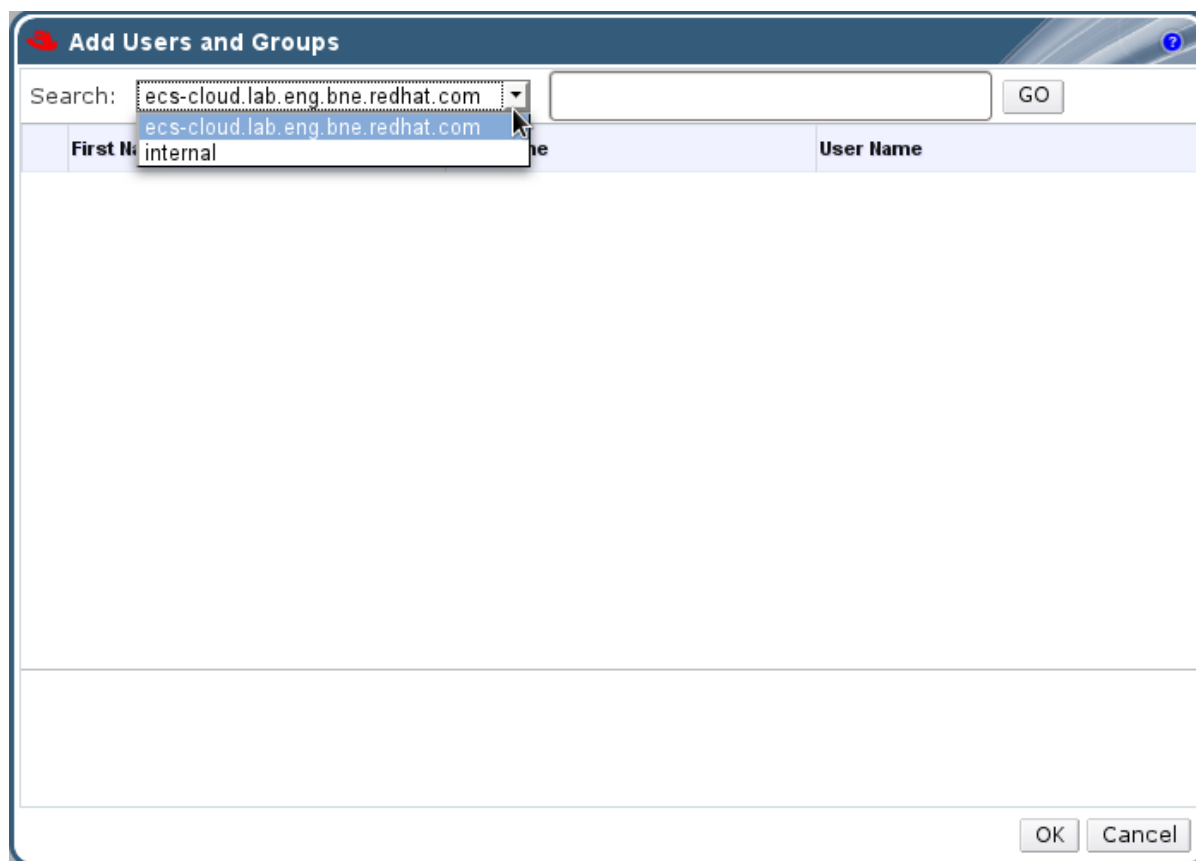 Add Users and Groups
?
Search: ecs-cloud.lab.eng.bne.redhat.com GO
ecs-cloud.lab.eng.bne.redhat.com
internal
First User Name
OK Cancel